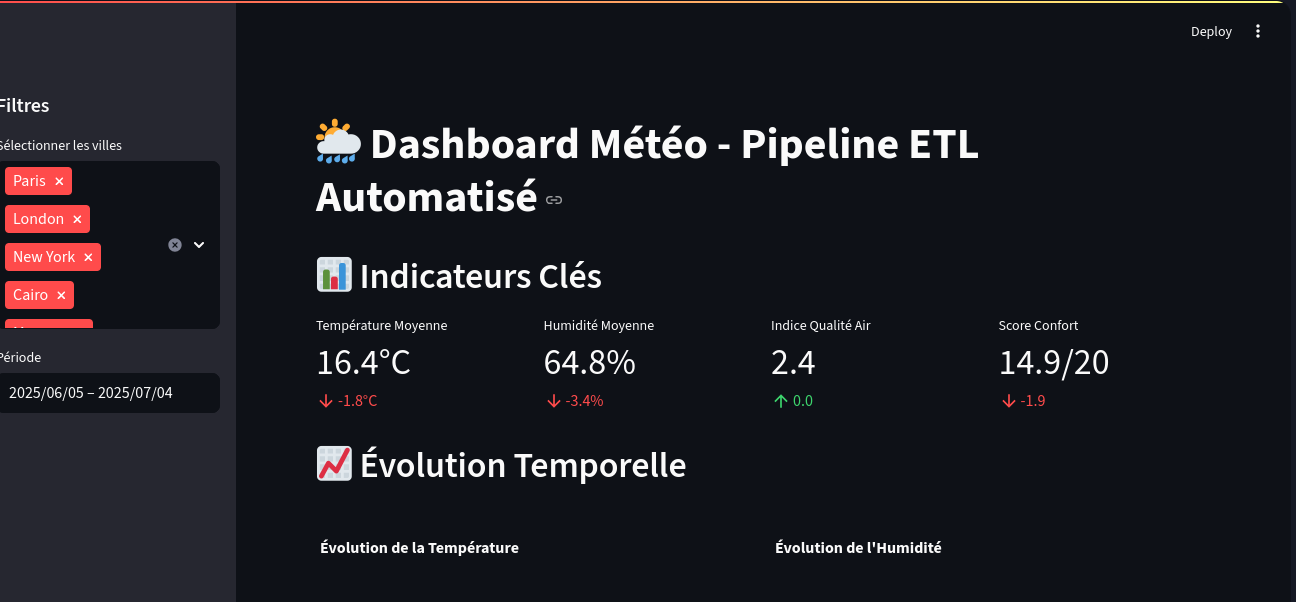 Deploy
Filtres
Sélectionner les villes
Paris
London
New York
Cairo
Période
2025/06/05 – 2025/07/04
Dashboard Météo - Pipeline ETL
Automatisé
Indicateurs Clés
Température Moyenne
16.4°C
-1.8°C
Humidité Moyenne
64.8%
-3.4%
Indice Qualité Air
2.4
0.0
Score Confort
14.9/20
-1.9
Évolution Temporelle
Évolution de la Température
Évolution de l'Humidité